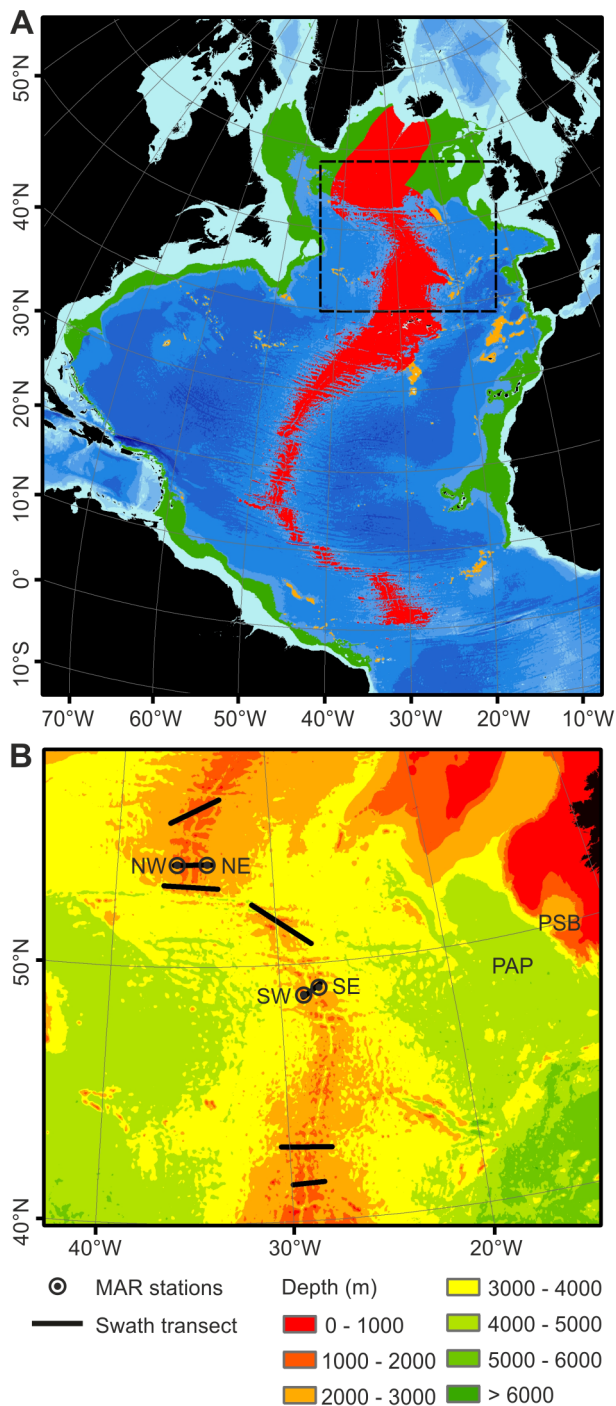 A
50°N
40°N
30°N
20°N
10°N
0°
10°S
70°W 60°W 50°W 40°W 30°W 20°W 10°W
B
NW NE
PSB
PAP
50°N
SW SE
40°N
40°W 30°W 20°W
MAR stations
Swath transect
Depth (m)
0 - 1000
1000 - 2000
2000 - 3000
3000 - 4000
4000 - 5000
5000 - 6000
> 6000